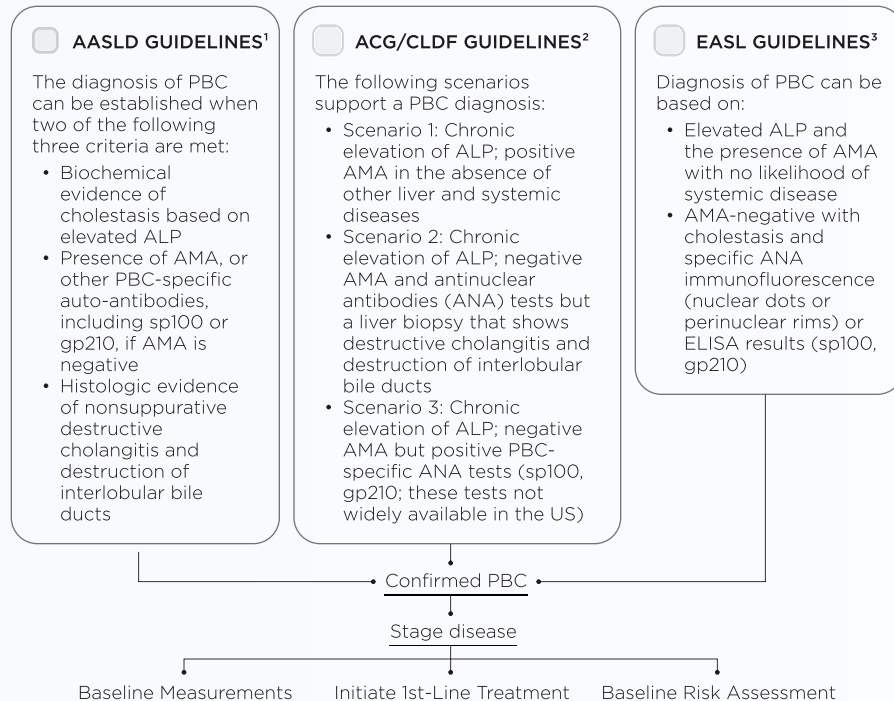 AASLD GUIDELINES¹
The diagnosis of PBC
can be established when
two of the following
three criteria are met:
• Biochemical
evidence of
cholestasis based on
elevated ALP
• Presence of AMA, or
other PBC-specific
auto-antibodies,
including sp100 or
gp210, if AMA is
negative
• Histologic evidence
of nonsuppurative
destructive
cholangitis and
destruction of
interlobular bile
ducts
ACG/CLDF GUIDELINES²
The following scenarios
support a PBC diagnosis:
• Scenario 1: Chronic
elevation of ALP; positive
AMA in the absence of
other liver and systemic
diseases
• Scenario 2: Chronic
elevation of ALP; negative
AMA and antinuclear
antibodies (ANA) tests but
a liver biopsy that shows
destructive cholangitis and
destruction of interlobular
bile ducts
• Scenario 3: Chronic
elevation of ALP; negative
AMA but positive PBC-
specific ANA tests (sp100,
gp210; these tests not
widely available in the US)
EASL GUIDELINES³
Diagnosis of PBC can be
based on:
• Elevated ALP and
the presence of AMA
with no likelihood of
systemic disease
• AMA-negative with
cholestasis and
specific ANA
immunofluorescence
(nuclear dots or
perinuclear rims) or
ELISA results (sp100,
gp210)
Confirmed PBC
Stage disease
Baseline Measurements
Initiate 1st-Line Treatment
Baseline Risk Assessment